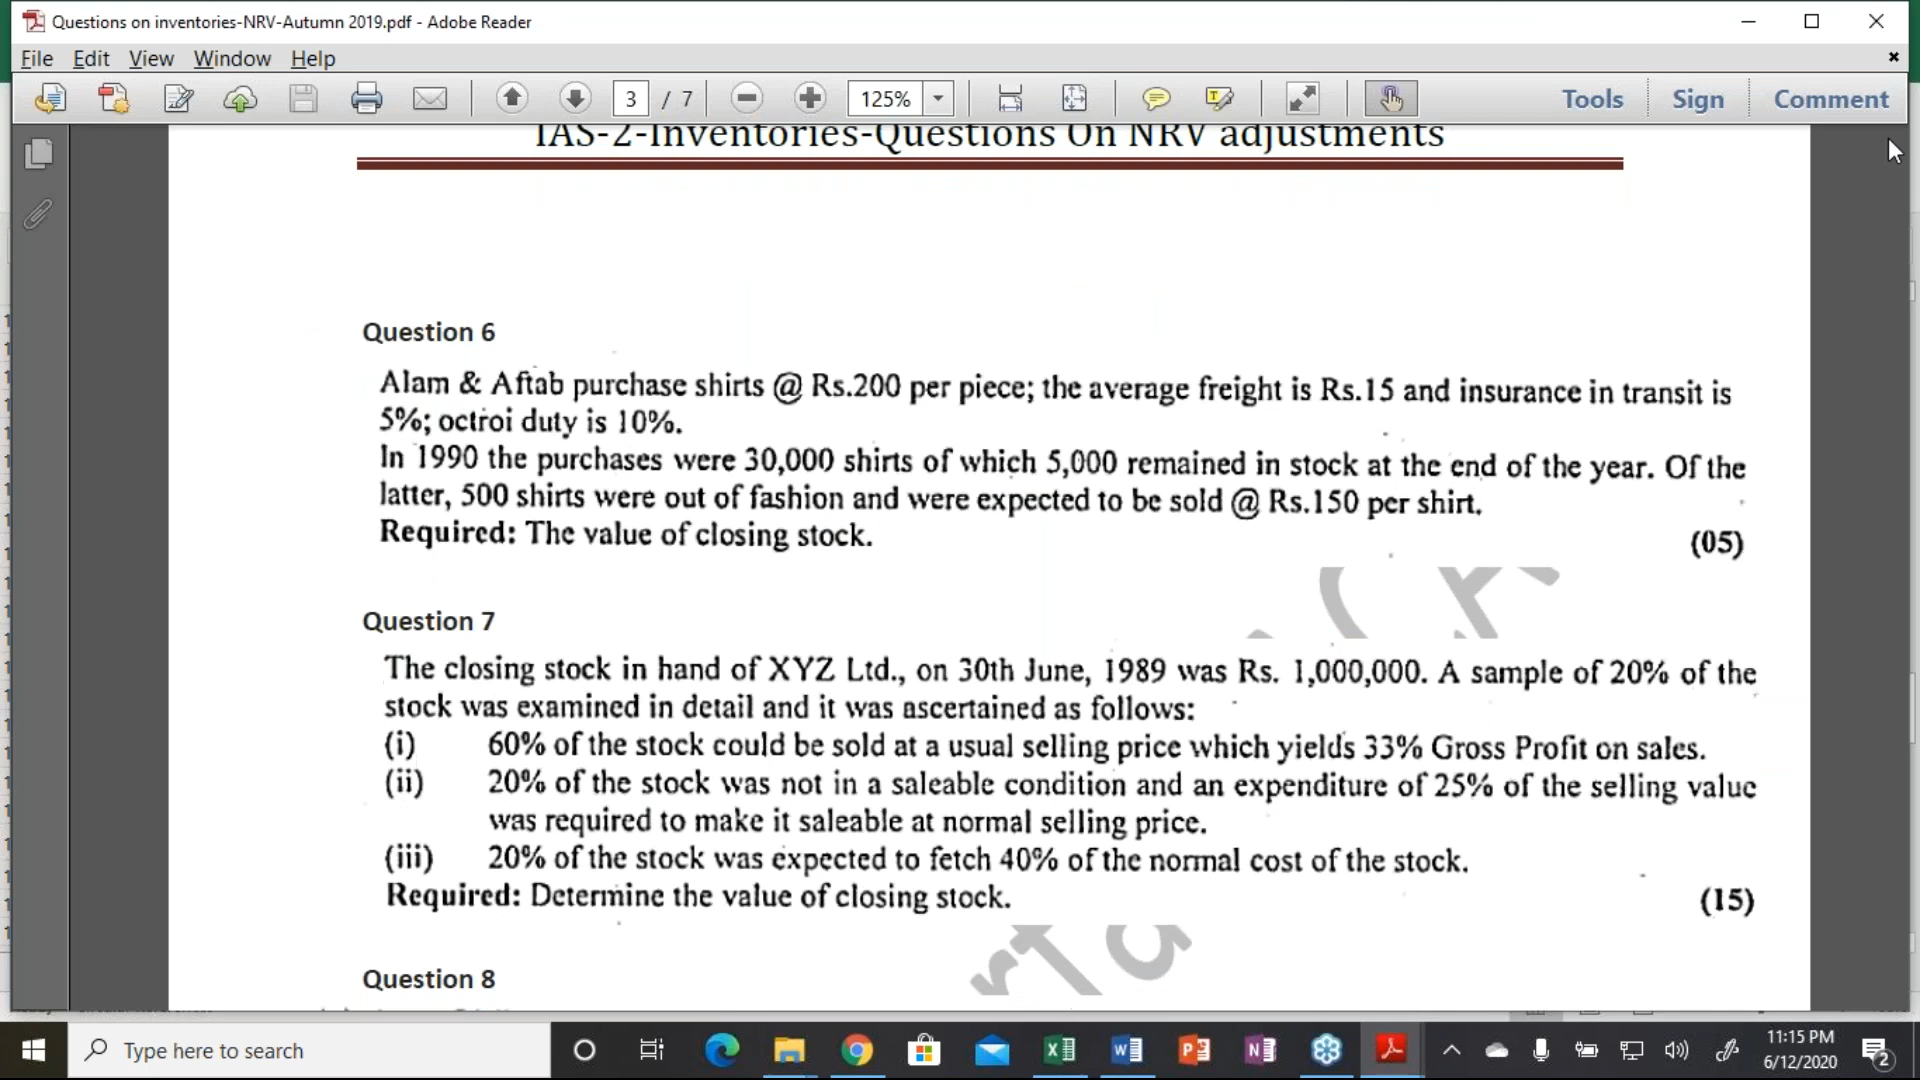 Questions on inventories-NRV-Autumn 2019.pdf - Adobe Reader
File Edit View Window Help
3 / 7 125% Tools Sign Comment
IAS-2-Inventories-Questions On NRV adjustments
Question 6
Alam & Aftab purchase shirts @ Rs.200 per piece; the average freight is Rs.15 and insurance in transit is
5%; octroi duty is 10%.
In 1990 the purchases were 30,000 shirts of which 5,000 remained in stock at the end of the year. Of the
latter, 500 shirts were out of fashion and were expected to be sold @ Rs.150 per shirt.
Required: The value of closing stock. (05)
Question 7
The closing stock in hand of XYZ Ltd., on 30th June, 1989 was Rs. 1,000,000. A sample of 20% of the
stock was examined in detail and it was ascertained as follows:
(i) 60% of the stock could be sold at a usual selling price which yields 33% Gross Profit on sales.
(ii) 20% of the stock was not in a saleable condition and an expenditure of 25% of the selling value
was required to make it saleable at normal selling price.
(iii) 20% of the stock was expected to fetch 40% of the normal cost of the stock.
Required: Determine the value of closing stock. (15)
Question 8
Type here to search
11:15 PM
6/12/2020
2